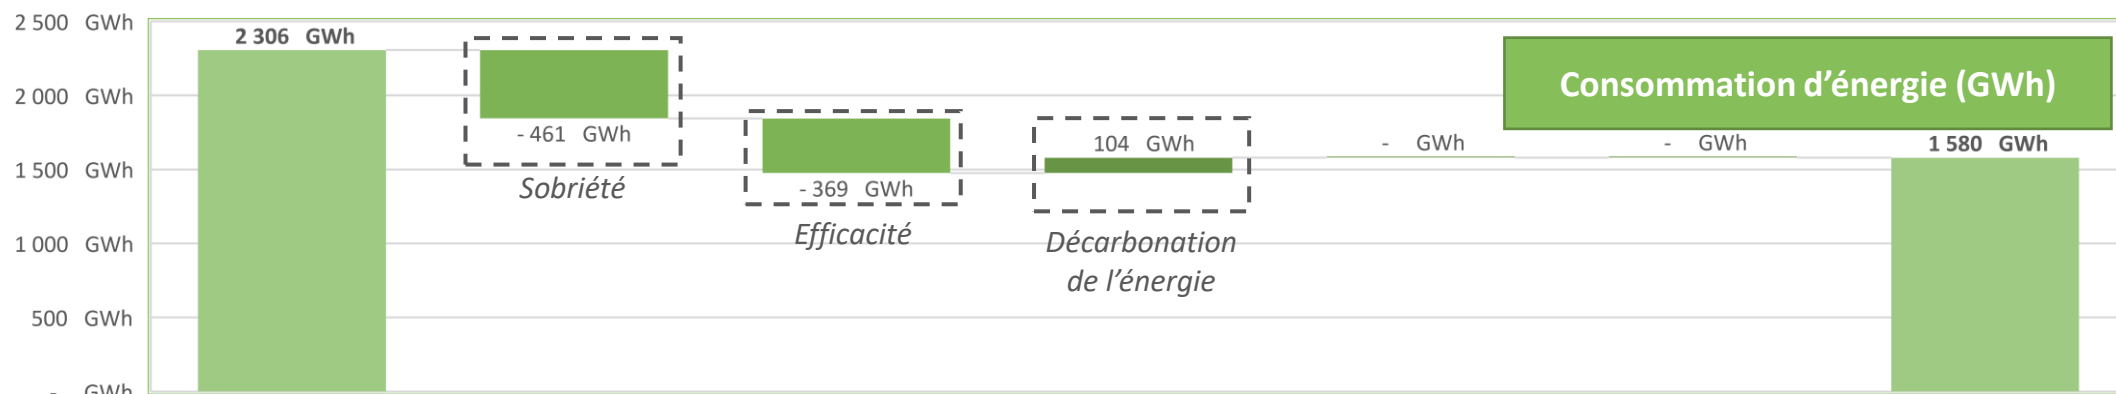 2 500 GWh
2 306 GWh
Consommation d’énergie (GWh)
2 000 GWh
- 461 GWh
104 GWh
- GWh
- GWh
1 580 GWh
1 500 GWh
Sobriété
- 369 GWh
Efficacité
1 000 GWh
Décarbonation
de l’énergie
500 GWh
- GWh